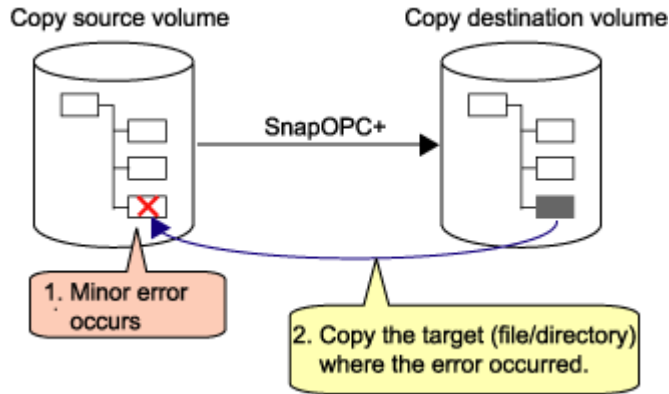 Copy source volume
Copy destination volume
SnapOPC+
1. Minor error
occurs
2. Copy the target (file/directory)
where the error occurred.